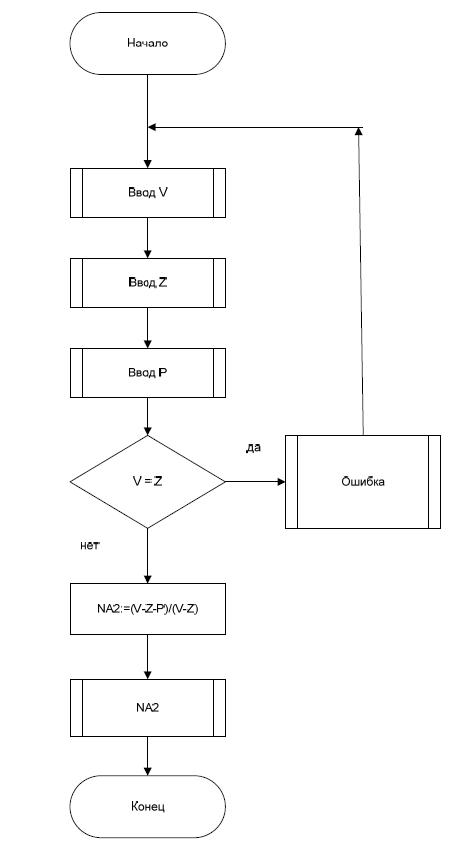 Начало
Ввод V
Ввод Z
Ввод P
V = Z
да
Ошибка
нет
NA2:=(V-Z-P)/(V-Z)
NA2
Конец